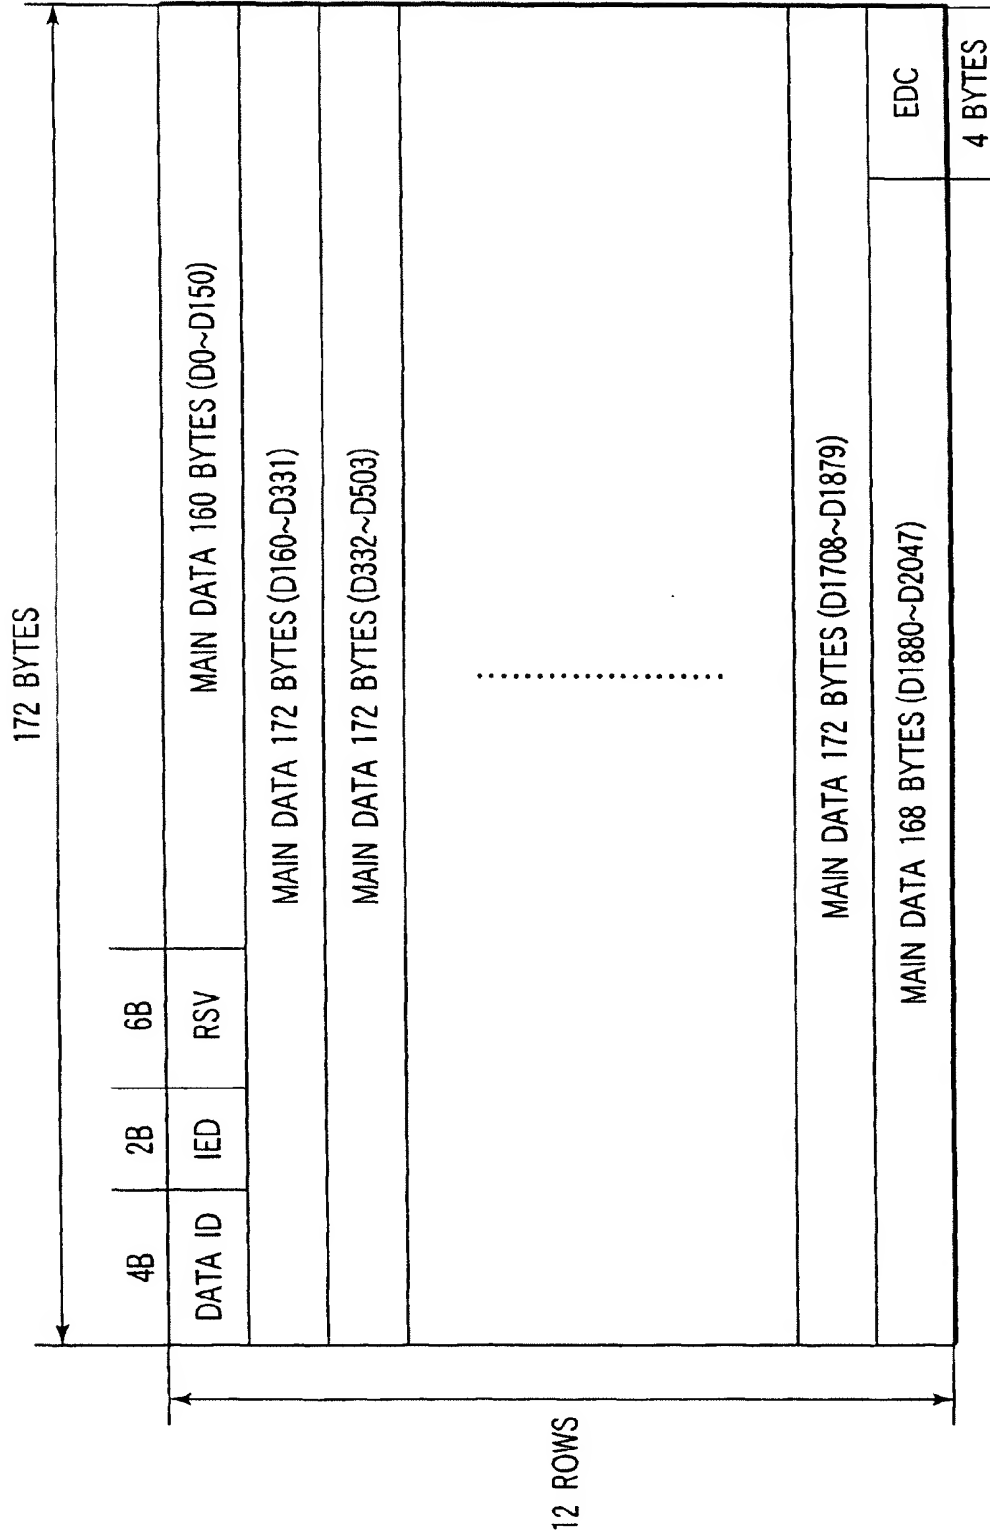 172 BYTES
4B 2B 6B
DATA ID IED RSV MAIN DATA 160 BYTES (D0~D150)
MAIN DATA 172 BYTES (D160~D331)
MAIN DATA 172 BYTES (D332~D503)
MAIN DATA 172 BYTES (D1708~D1879)
MAIN DATA 168 BYTES (D1880~D2047) EDC
4 BYTES
12 ROWS